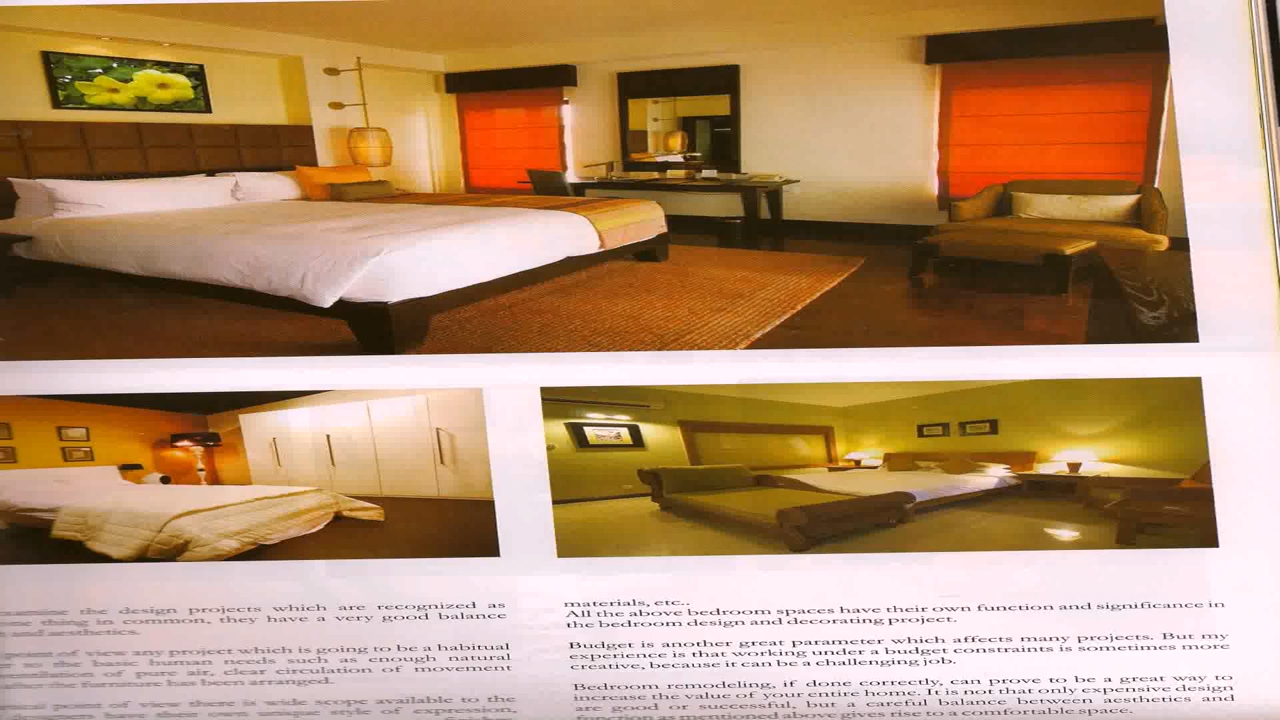 the design projects which are recognized as
thing in common, they have a very good balance
and aesthetics.
of view any project which is going to be a habitual
to the basic human needs such as enough natural
of pure air, clear circulation of movement
the furniture has been arranged.
point of view there is wide scope available to the
have their own unique style of expression,
materials, etc..
All the above bedroom spaces have their own function and significance in
the bedroom design and decorating project.
Budget is another great parameter which affects many projects. But my
experience is that working under a budget constraints is sometimes more
creative, because it can be a challenging job.
Bedroom remodeling, if done correctly, can prove to be a great way to
increase the value of your entire home. It is not that only expensive design
are good or successful, but a careful balance between aesthetics and
function as mentioned above gives rise to a comfortable space.